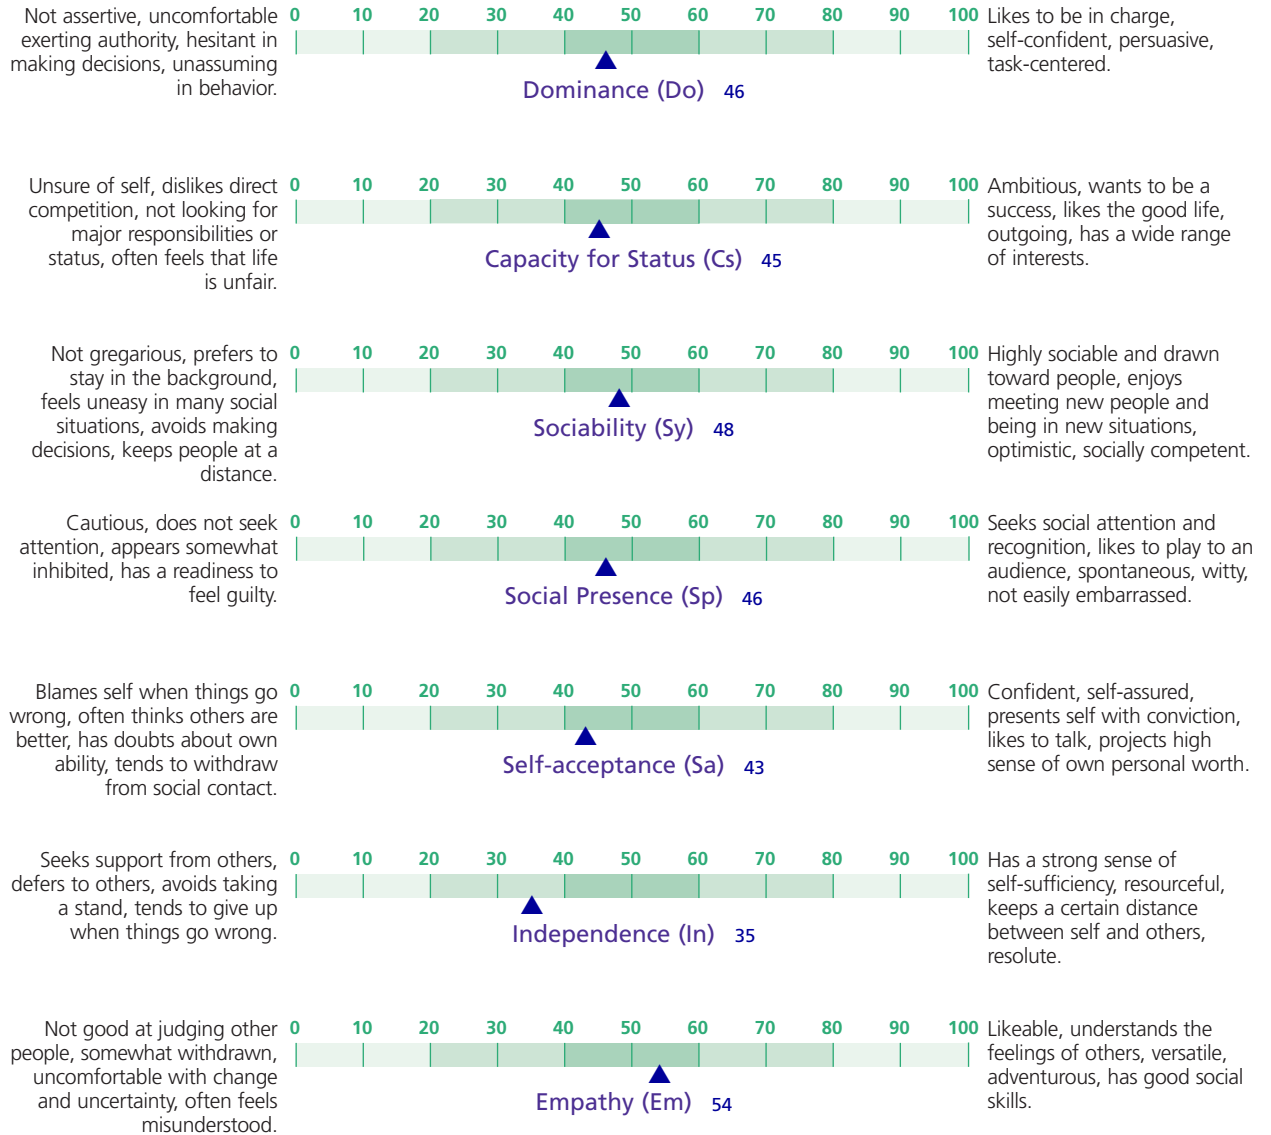 Not assertive, uncomfortable
exerting authority, hesitant in
making decisions, unassuming
in behavior.
0 10 20 30 40 50 60 70 80 90 100
Likes to be in charge,
self-confident, persuasive,
task-centered.
Dominance (Do) 46
Unsure of self, dislikes direct
competition, not looking for
major responsibilities or
status, often feels that life
is unfair.
0 10 20 30 40 50 60 70 80 90 100
Ambitious, wants to be a
success, likes the good life,
outgoing, has a wide range
of interests.
Capacity for Status (Cs) 45
Not gregarious, prefers to
stay in the background,
feels uneasy in many social
situations, avoids making
decisions, keeps people at a
distance.
0 10 20 30 40 50 60 70 80 90 100
Highly sociable and drawn
toward people, enjoys
meeting new people and
being in new situations,
optimistic, socially competent.
Sociability (Sy) 48
Cautious, does not seek
attention, appears somewhat
inhibited, has a readiness to
feel guilty.
0 10 20 30 40 50 60 70 80 90 100
Seeks social attention and
recognition, likes to play to an
audience, spontaneous, witty,
not easily embarrassed.
Social Presence (Sp) 46
Blames self when things go
wrong, often thinks others are
better, has doubts about own
ability, tends to withdraw
from social contact.
0 10 20 30 40 50 60 70 80 90 100
Confident, self-assured,
presents self with conviction,
likes to talk, projects high
sense of own personal worth.
Self-acceptance (Sa) 43
Seeks support from others,
defers to others, avoids taking
a stand, tends to give up
when things go wrong.
0 10 20 30 40 50 60 70 80 90 100
Has a strong sense of
self-sufficiency, resourceful,
keeps a certain distance
between self and others,
resolute.
Independence (In) 35
Not good at judging other
people, somewhat withdrawn,
uncomfortable with change
and uncertainty, often feels
misunderstood.
0 10 20 30 40 50 60 70 80 90 100
Likeable, understands the
feelings of others, versatile,
adventurous, has good social
skills.
Empathy (Em) 54